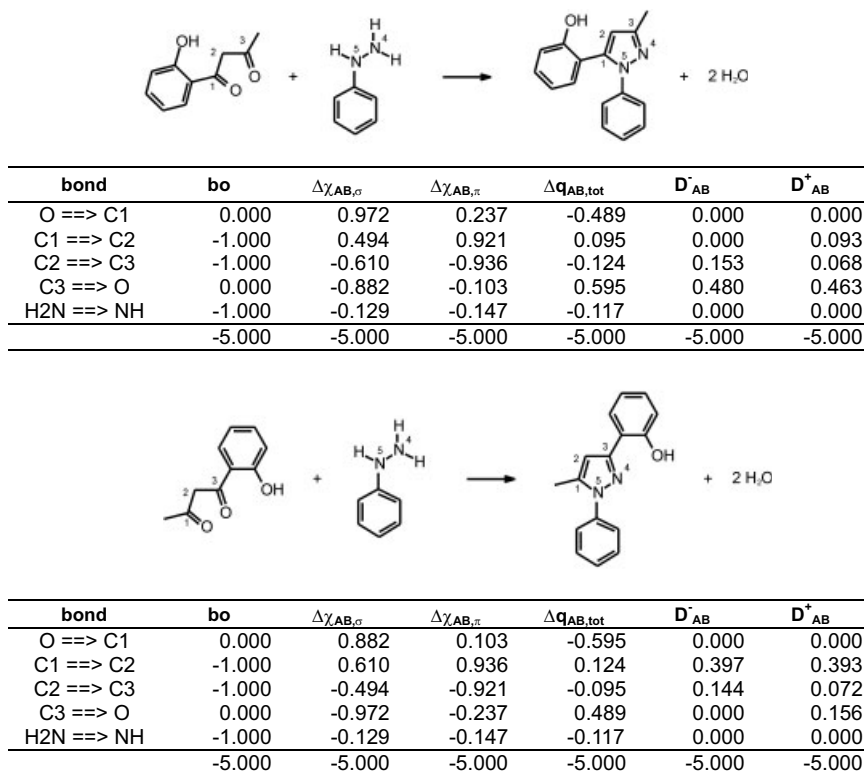 OH
3
2
O
1
O
+
H
5
N
4
N
H
H
OH
3
2
4
N
5
N
1
+ 2 H₂O
bond bo ΔχAB,σ ΔχAB,π ΔqAB,tot D⁻AB D⁺AB
O ==> C1 0.000 0.972 0.237 -0.489 0.000 0.000
C1 ==> C2 -1.000 0.494 0.921 0.095 0.000 0.093
C2 ==> C3 -1.000 -0.610 -0.936 -0.124 0.153 0.068
C3 ==> O 0.000 -0.882 -0.103 0.595 0.480 0.463
H2N ==> NH -1.000 -0.129 -0.147 -0.117 0.000 0.000
-5.000 -5.000 -5.000 -5.000 -5.000 -5.000
3
2
OH
O
1
O
+
H
5
N
4
N
H
H
OH
3
2
4
N
5
N
1
+ 2 H₂O
bond bo ΔχAB,σ ΔχAB,π ΔqAB,tot D⁻AB D⁺AB
O ==> C1 0.000 0.882 0.103 -0.595 0.000 0.000
C1 ==> C2 -1.000 0.610 0.936 0.124 0.397 0.393
C2 ==> C3 -1.000 -0.494 -0.921 -0.095 0.144 0.072
C3 ==> O 0.000 -0.972 -0.237 0.489 0.000 0.156
H2N ==> NH -1.000 -0.129 -0.147 -0.117 0.000 0.000
-5.000 -5.000 -5.000 -5.000 -5.000 -5.000